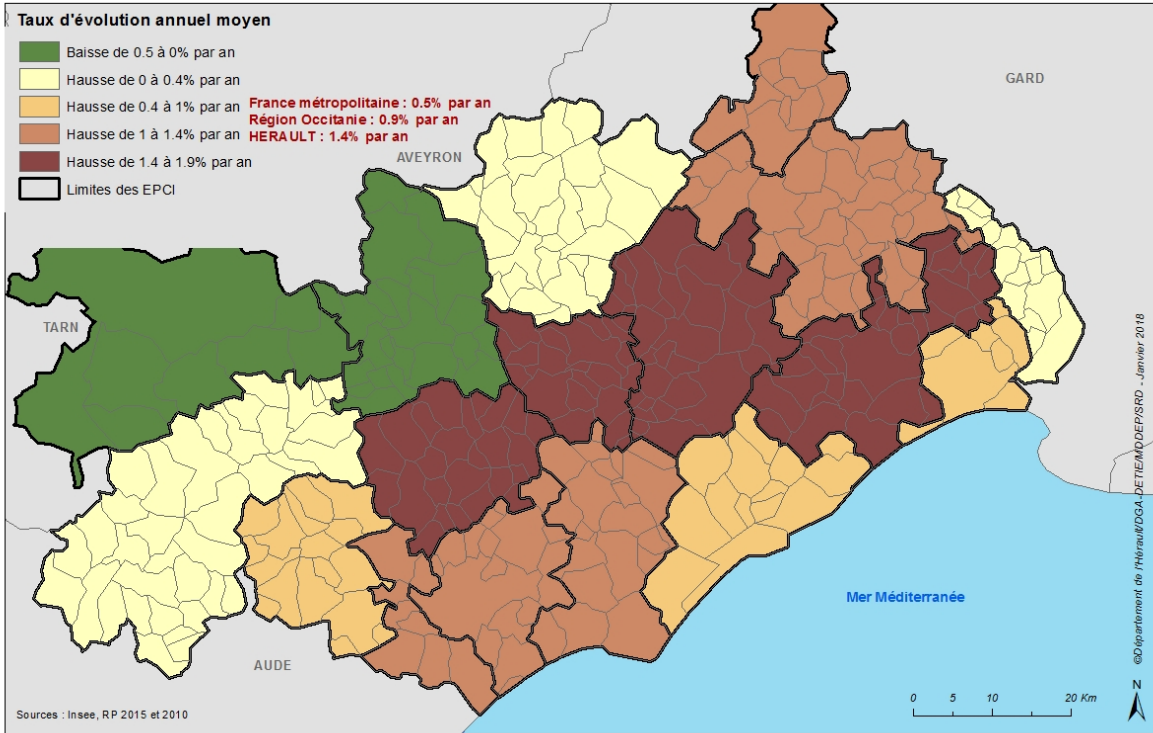 Taux d'évolution annuel moyen
Baisse de 0.5 à 0% par an
Hausse de 0 à 0.4% par an
Hausse de 0.4 à 1% par an
Hausse de 1 à 1.4% par an
Hausse de 1.4 à 1.9% par an
Limites des EPCI
France métropolitaine : 0.5% par an
Région Occitanie : 0.9% par an
HERAULT : 1.4% par an
GARD
AVEYRON
TARN
AUDE
Mer Méditerranée
©Département de l'Hérault/DGA-DETIE/MDDEP/SRD - Janvier 2018
N
0 5 10 20 Km
Sources : Insee, RP 2015 et 2010